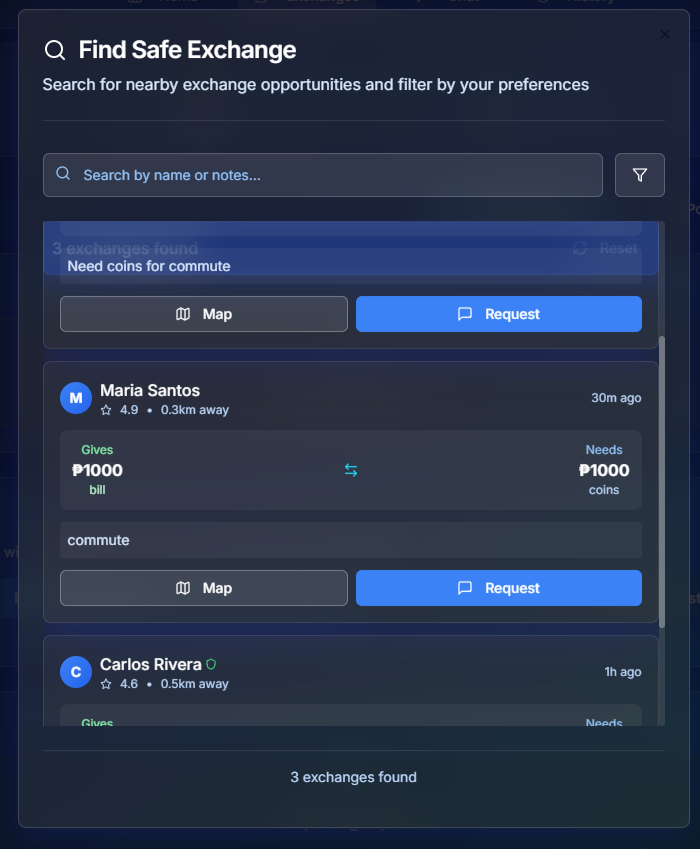 Find Safe Exchange
Search for nearby exchange opportunities and filter by your preferences
Search by name or notes...
3 exchanges found
Reset
Need coins for commute
Map
Request
M
Maria Santos
30m ago
4.9 • 0.3km away
Gives
Needs
₱1000
₱1000
bill
coins
commute
Map
Request
C
Carlos Rivera
1h ago
4.6 • 0.5km away
Gives
Needs
3 exchanges found